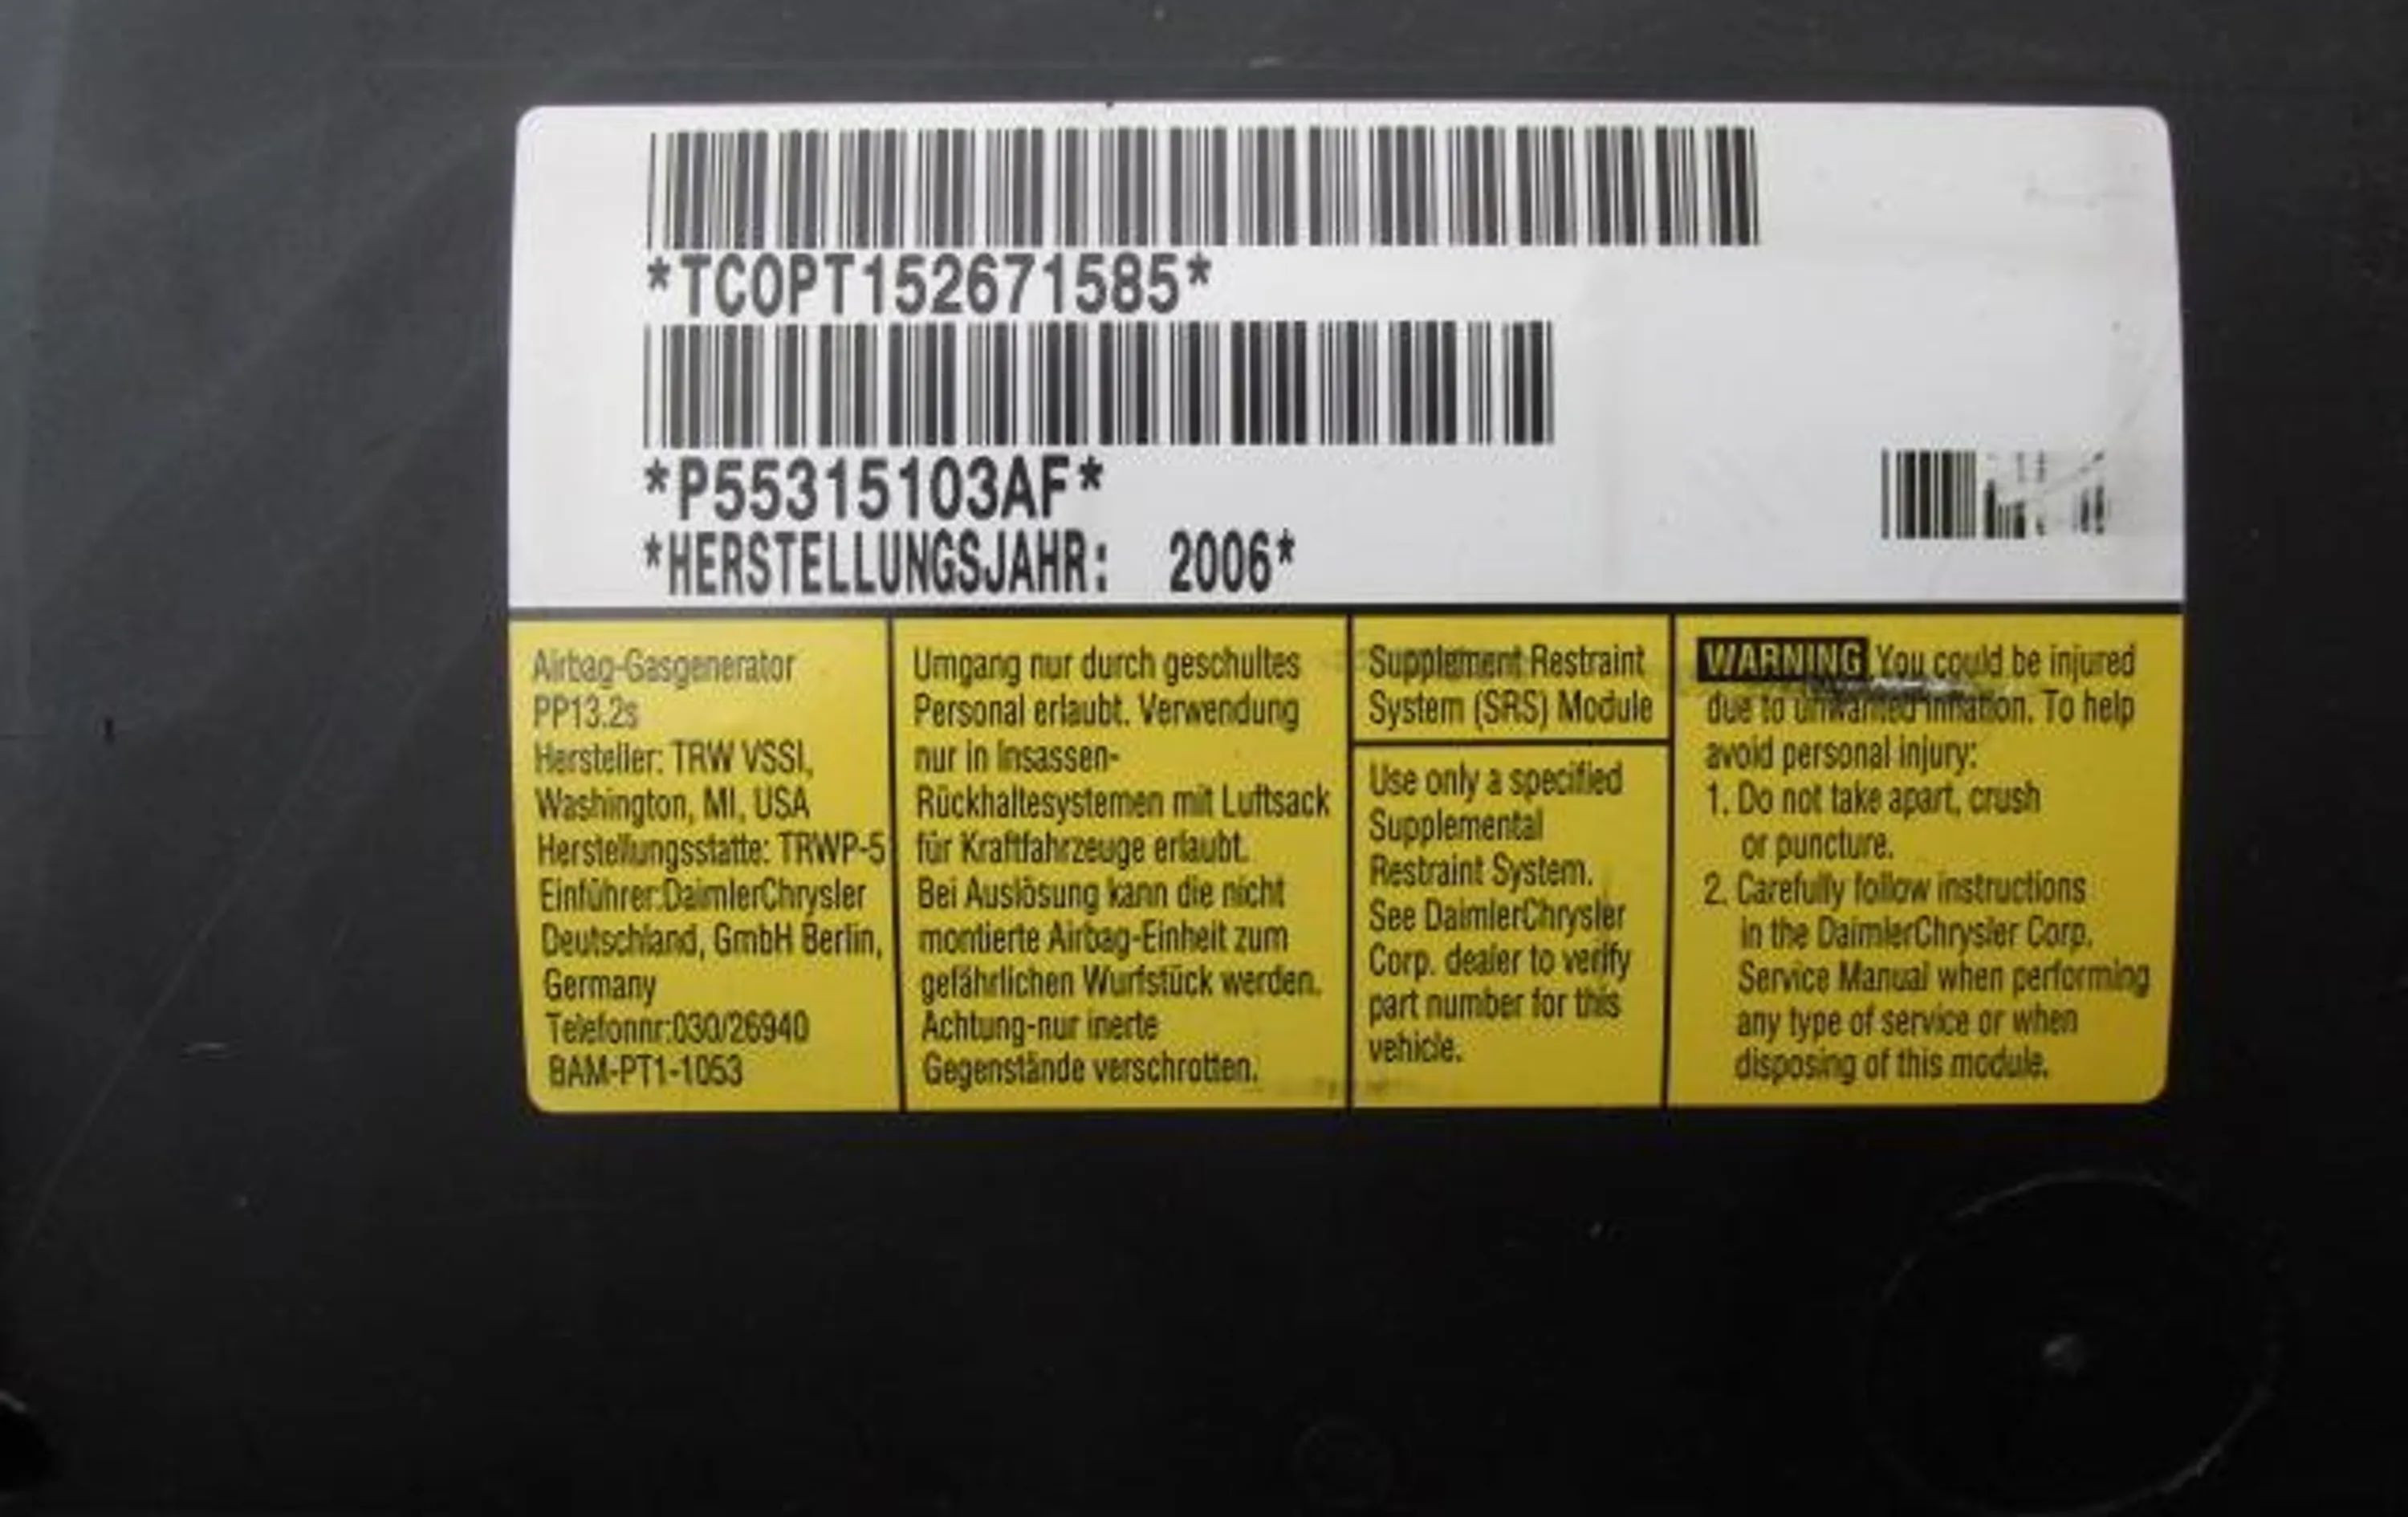 *TCOPT152671585*
*P55315103AF*
*HERSTELLUNGSJAHR: 2006*
Airbag-Gasgenerator
PP13.2s
Hersteller: TRW VSSI,
Washington, MI, USA
Herstellungsstatte: TRWP-5
Einführer:DaimlerChrysler
Deutschland, GmbH Berlin,
Germany
Telefonnr:030/26940
BAM-PT1-1053
Umgang nur durch geschultes
Personal erlaubt. Verwendung
nur in Insassen-
Rückhaltesystemen mit Luftsack
für Kraftfahrzeuge erlaubt.
Bei Auslösung kann die nicht
montierte Airbag-Einheit zum
gefährlichen Wurfstück werden.
Achtung-nur inerte
Gegenstände verschrotten.
Supplement Restraint
System (SRS) Module
Use only a specified
Supplemental
Restraint System.
See DaimlerChrysler
Corp. dealer to verify
part number for this
vehicle.
WARNING You could be injured
due to unwanted inflation. To help
avoid personal injury:
1. Do not take apart, crush
or puncture.
2. Carefully follow instructions
in the DaimlerChrysler Corp.
Service Manual when performing
any type of service or when
disposing of this module.